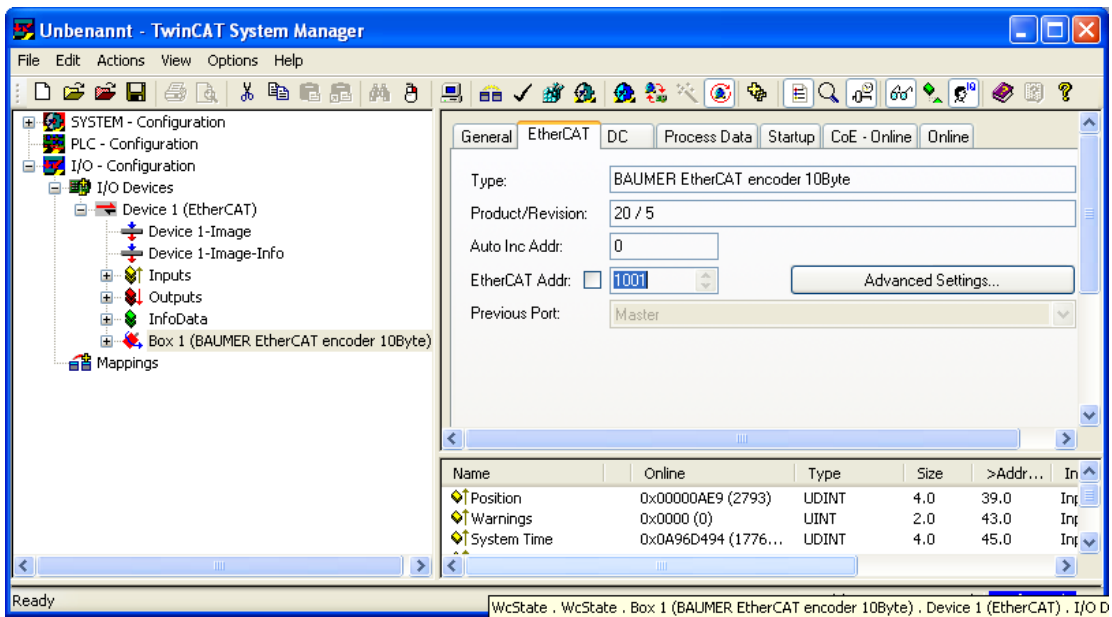 Unbenannt - TwinCAT System Manager
File Edit Actions View Options Help
SYSTEM - Configuration
PLC - Configuration
I/O - Configuration
I/O Devices
Device 1 (EtherCAT)
Device 1-Image
Device 1-Image-Info
Inputs
Outputs
InfoData
Box 1 (BAUMER EtherCAT encoder 10Byte)
Mappings
General EtherCAT DC Process Data Startup CoE - Online Online
Type: BAUMER EtherCAT encoder 10Byte
Product/Revision: 20 / 5
Auto Inc Addr: 0
EtherCAT Addr: 1001 Advanced Settings...
Previous Port: Master
Name Online Type Size >Addr... In
Position 0x00000AE9 (2793) UDINT 4.0 39.0 Inp
Warnings 0x0000 (0) UINT 2.0 43.0 Inp
System Time 0x0A96D494 (1776... UDINT 4.0 45.0 Inp
Ready
WcState . WcState . Box 1 (BAUMER EtherCAT encoder 10Byte) . Device 1 (EtherCAT) . I/O D